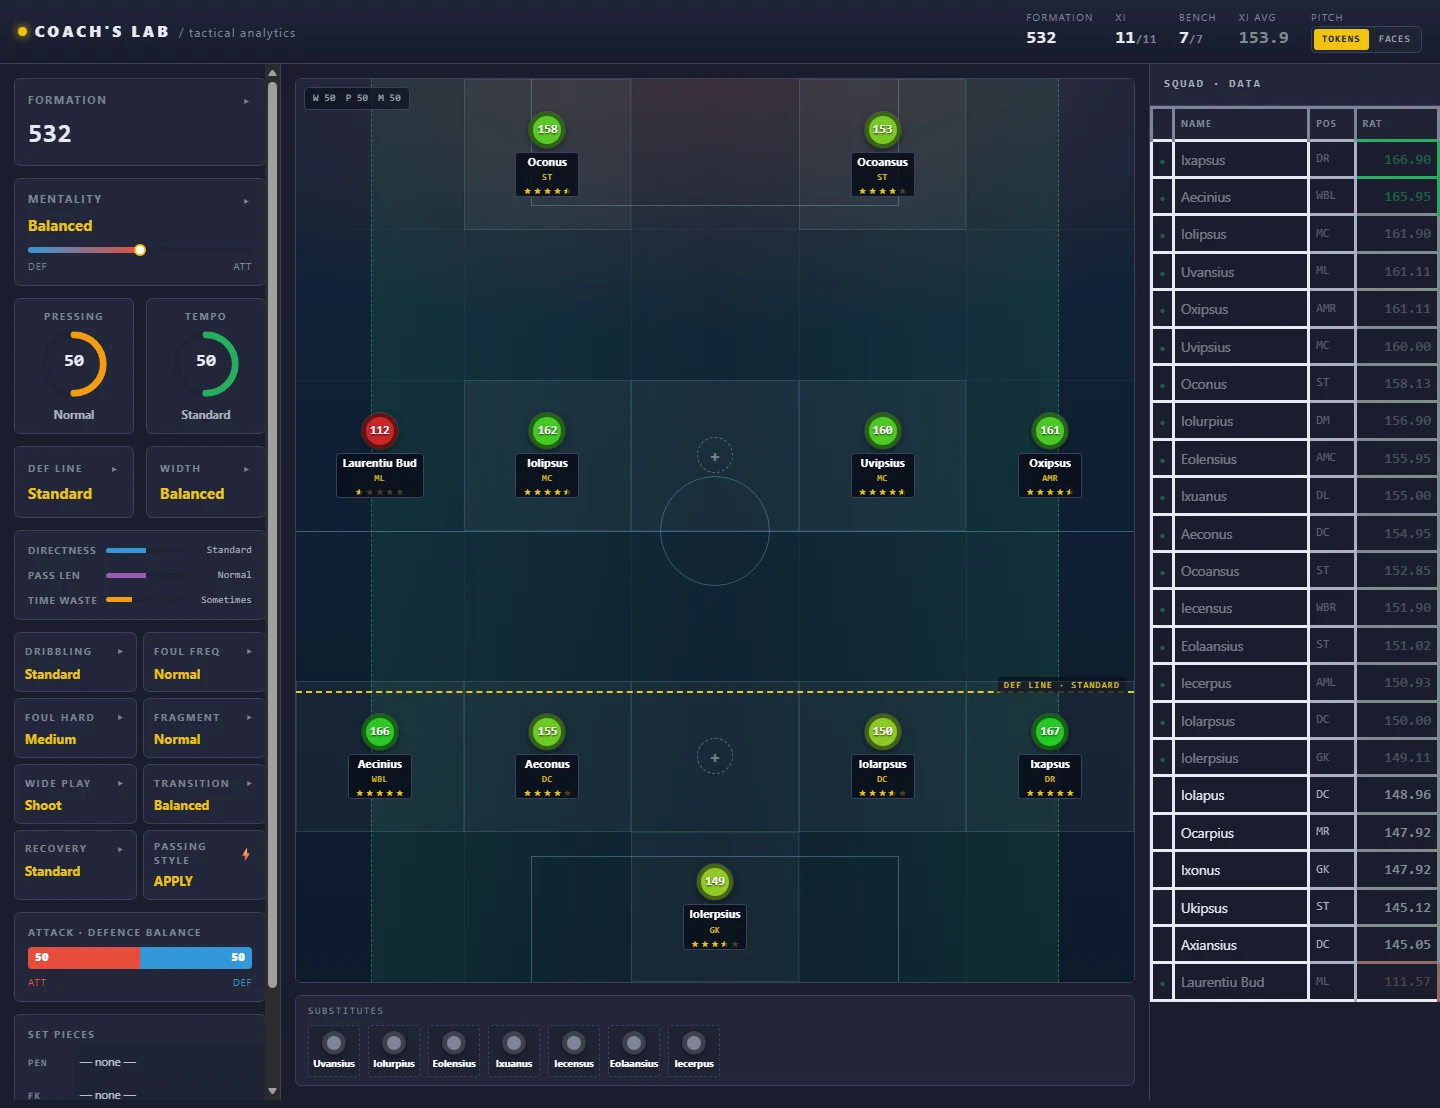 COACH'S LAB / tactical analytics
FORMATION XI BENCH XI AVG PITCH
532 11/11 7/7 153.9 TOKENS FACES
FORMATION
532
MENTALITY
Balanced
DEF ATT
PRESSING
50
Normal
TEMPO
50
Standard
DEF LINE
Standard
WIDTH
Balanced
DIRECTNESS Standard
PASS LEN Normal
TIME WASTE Sometimes
DRIBBLING
Standard
FOUL FREQ
Normal
FOUL HARD
Medium
FRAGMENT
Normal
WIDE PLAY
Shoot
TRANSITION
Balanced
RECOVERY
Standard
PASSING STYLE
APPLY
ATTACK · DEFENCE BALANCE
50 50
ATT DEF
SET PIECES
PEN — none —
FK — none —
W 50 P 50 M 50
158
Oconus
ST
153
Ocoansus
ST
112
Laurentiu Bud
ML
162
Iolipsus
MC
+
160
Uvipsius
MC
161
Oxipsus
AMR
DEF LINE · STANDARD
166
Aecinius
WBL
155
Aeconus
DC
+
150
Iolarpsus
DC
167
Ixapsus
DR
149
Iolerpsius
GK
SUBSTITUTES
Uvansius Iolurpius Eolensius Ixuanus Iecensus Eolaansius Iecerpus
SQUAD · DATA
NAME POS RAT
Ixapsus DR 166.90
Aecinius WBL 165.95
Iolipsus MC 161.90
Uvansius ML 161.11
Oxipsus AMR 161.11
Uvipsius MC 160.00
Oconus ST 158.13
Iolurpius DM 156.90
Eolensius AMC 155.95
Ixuanus DL 155.00
Aeconus DC 154.95
Ocoansus ST 152.85
Iecensus WBR 151.90
Eolaansius ST 151.02
Iecerpus AML 150.93
Iolarpsus DC 150.00
Iolerpsius GK 149.11
Iolapus DC 148.96
Ocarpius MR 147.92
Ixonus GK 147.92
Ukipsus ST 145.12
Axiansius DC 145.05
Laurentiu Bud ML 111.57